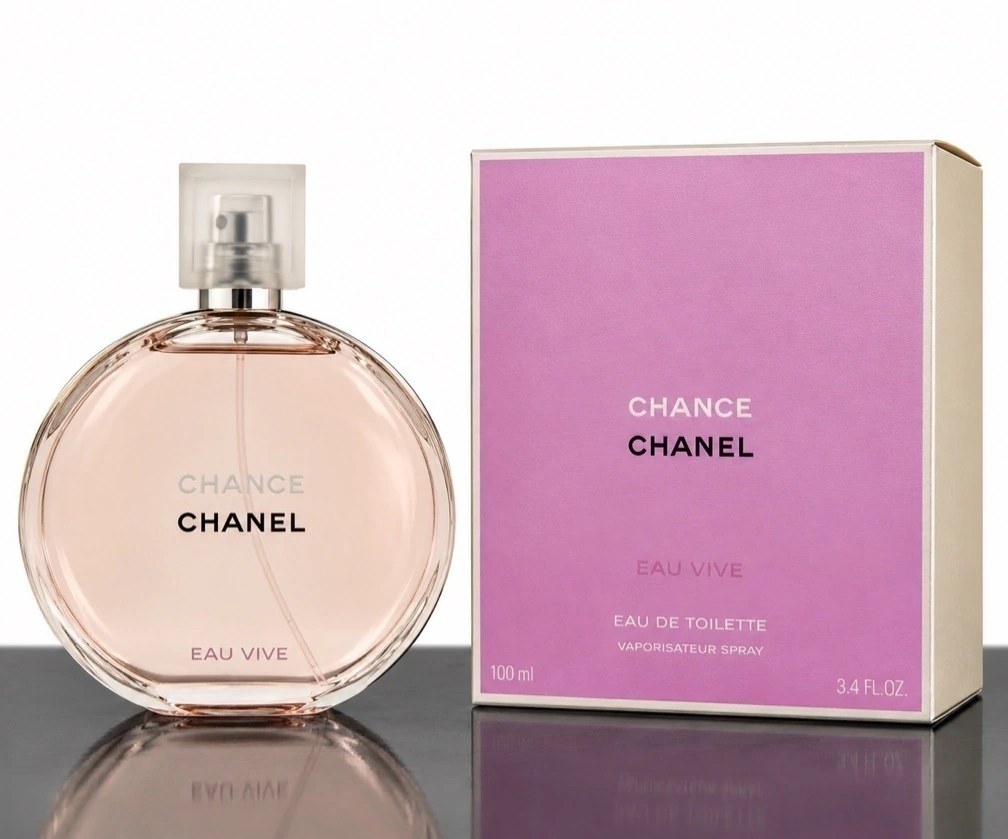 CHANCE
CHANEL
EAU VIVE
CHANCE
CHANEL
EAU VIVE
EAU DE TOILETTE
VAPORISATEUR SPRAY
100 ml
3.4 FL.OZ.